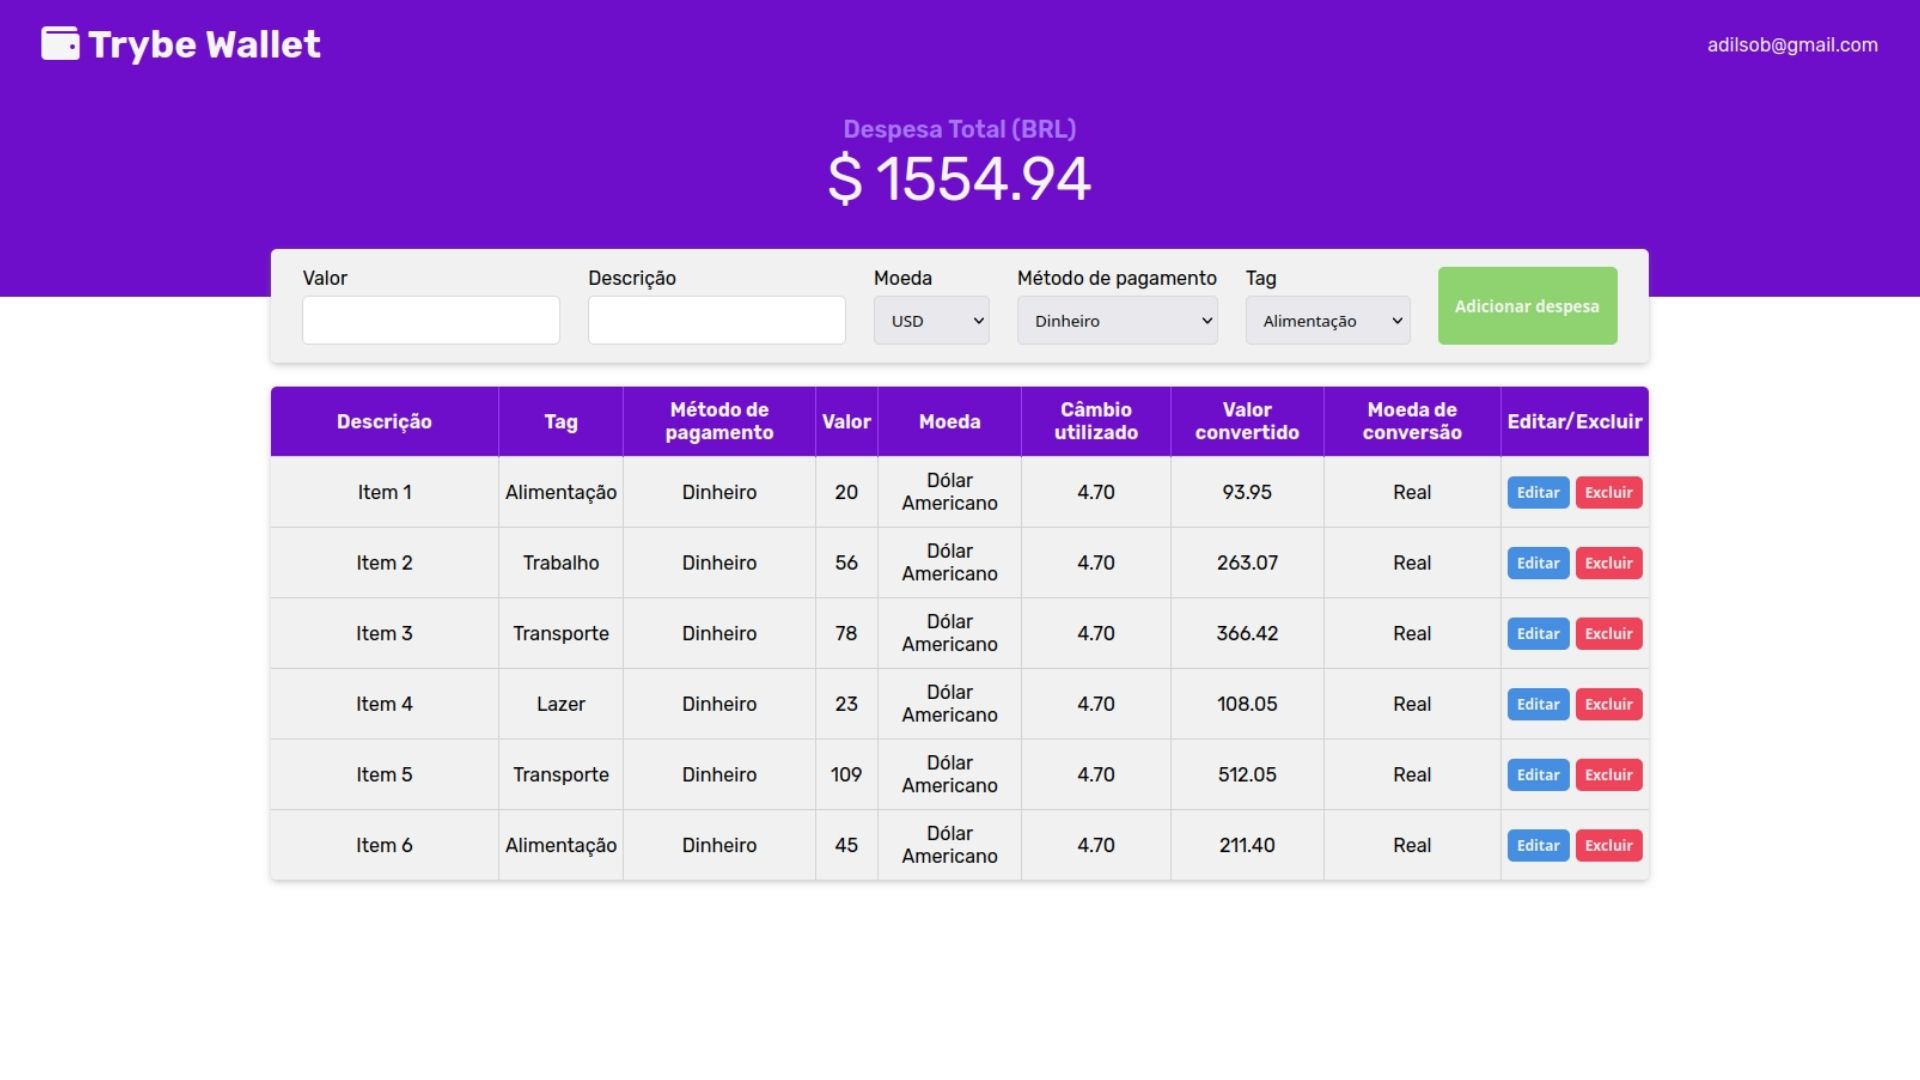 Trybe Wallet
adilsob@gmail.com
Despesa Total (BRL)
$ 1554.94
Valor Descrição Moeda Método de pagamento Tag
USD Dinheiro Alimentação Adicionar despesa
Descrição Tag Método de pagamento Valor Moeda Câmbio utilizado Valor convertido Moeda de conversão Editar/Excluir
Item 1 Alimentação Dinheiro 20 Dólar Americano 4.70 93.95 Real Editar Excluir
Item 2 Trabalho Dinheiro 56 Dólar Americano 4.70 263.07 Real Editar Excluir
Item 3 Transporte Dinheiro 78 Dólar Americano 4.70 366.42 Real Editar Excluir
Item 4 Lazer Dinheiro 23 Dólar Americano 4.70 108.05 Real Editar Excluir
Item 5 Transporte Dinheiro 109 Dólar Americano 4.70 512.05 Real Editar Excluir
Item 6 Alimentação Dinheiro 45 Dólar Americano 4.70 211.40 Real Editar Excluir